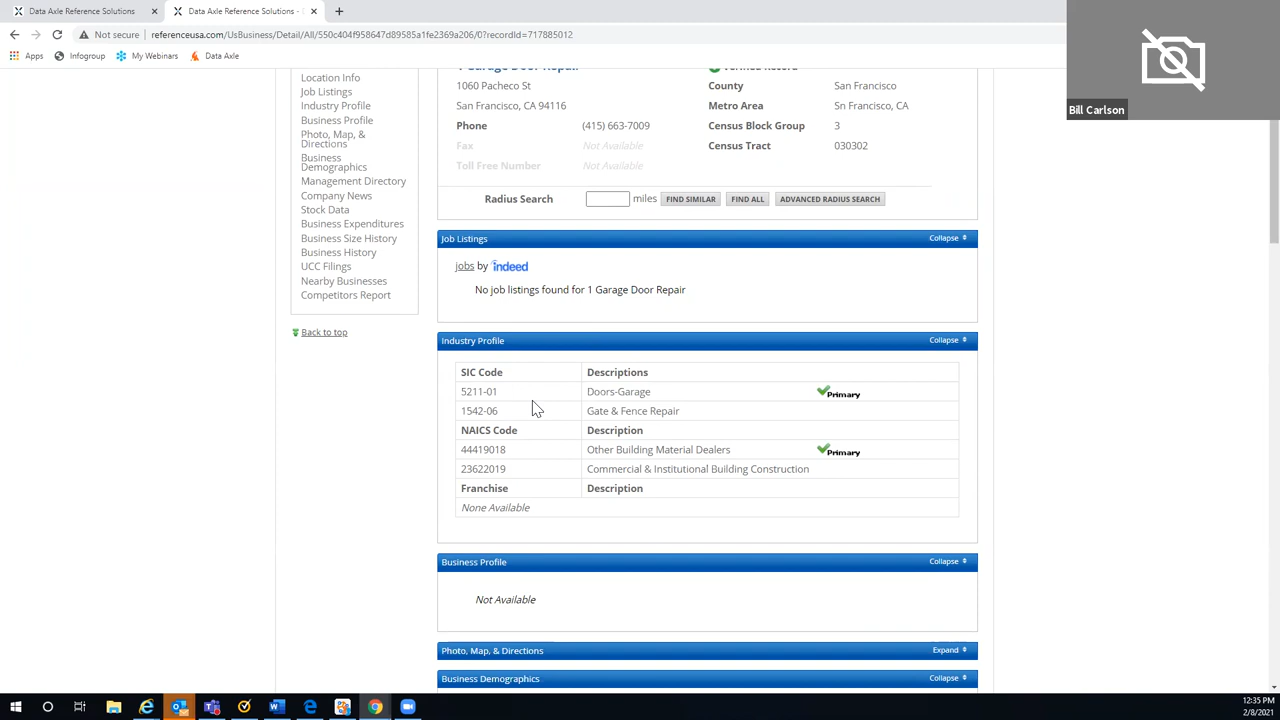 Data Axle Reference Solutions
Data Axle Reference Solutions -
Not secure
referenceusa.com/UsBusiness/Detail/All/550c404f958647d89585a1fe2369a206/0?recordId=717885012
Apps
Infogroup
My Webinars
Data Axle
Bill Carlson
Location Info
Job Listings
Industry Profile
Business Profile
Photo, Map, &
Directions
Business
Demographics
Management Directory
Company News
Stock Data
Business Expenditures
Business Size History
Business History
UCC Filings
Nearby Businesses
Competitors Report
Back to top
1 Garage Door Repair
Verified Record
1060 Pacheco St
County San Francisco
San Francisco, CA 94116
Metro Area Sn Francisco, CA
Phone (415) 663-7009
Census Block Group 3
Fax Not Available
Census Tract 030302
Toll Free Number Not Available
Radius Search miles FIND SIMILAR FIND ALL ADVANCED RADIUS SEARCH
Job Listings Collapse
jobs by indeed
No job listings found for 1 Garage Door Repair
Industry Profile Collapse
SIC Code Descriptions
5211-01 Doors-Garage Primary
1542-06 Gate & Fence Repair
NAICS Code Description
44419018 Other Building Material Dealers Primary
23622019 Commercial & Institutional Building Construction
Franchise Description
None Available
Business Profile Collapse
Not Available
Photo, Map, & Directions Expand
Business Demographics Collapse
12:35 PM
2/8/2021